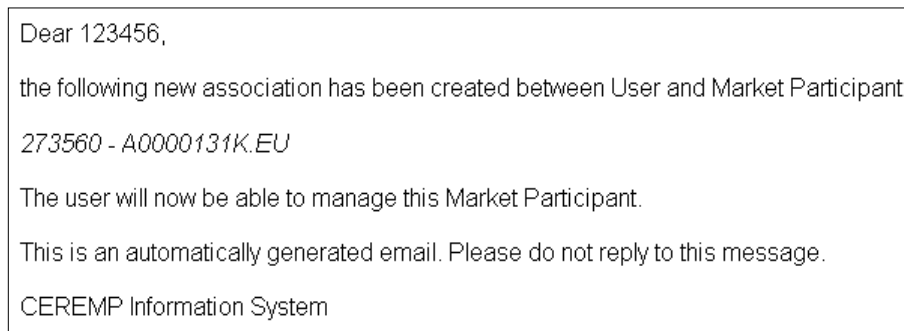 Dear 123456,
the following new association has been created between User and Market Participant
273560 - A0000131K.EU
The user will now be able to manage this Market Participant.
This is an automatically generated email. Please do not reply to this message.
CEREMP Information System